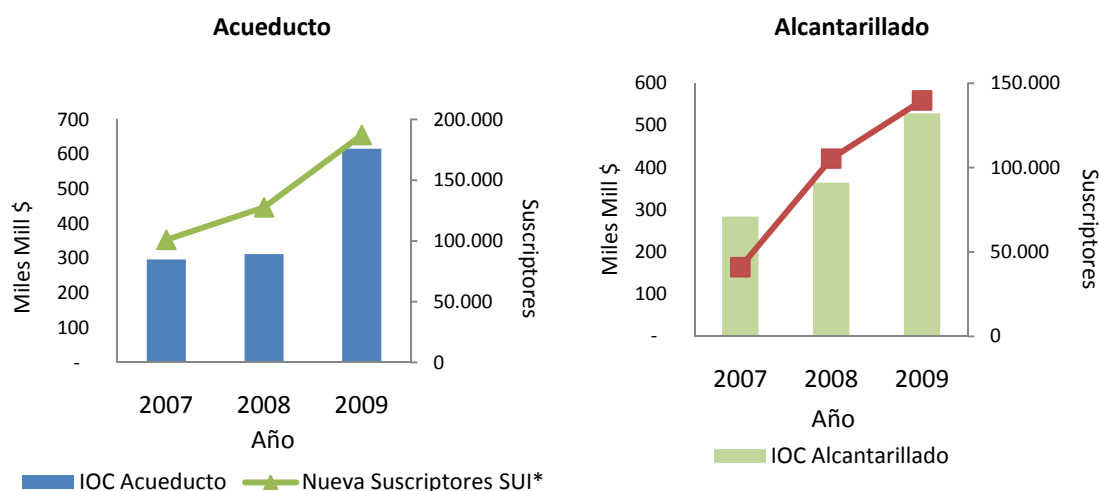 Acueducto
700
600
500
400
300
200
100
-
Miles Mill $
200.000
150.000
100.000
50.000
0
Suscriptores
2007 2008 2009
Año
IOC Acueducto Nueva Suscriptores SUI*
Alcantarillado
600
500
400
300
200
100
-
Miles Mill $
150.000
100.000
50.000
0
Suscriptores
2007 2008 2009
Año
IOC Alcantarillado